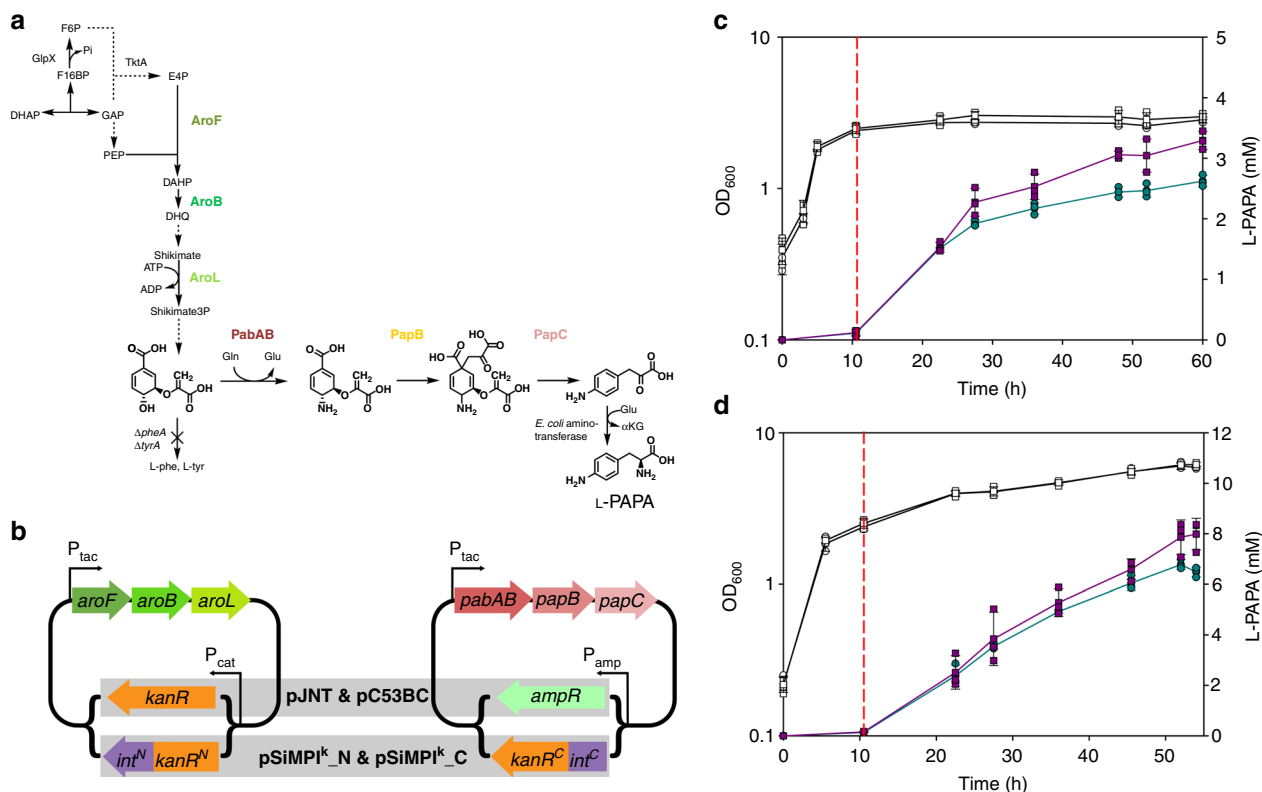 a
F6P
GlpX
Pi
F16BP
TktA
E4P
DHAP
GAP
AroF
PEP
DAHP
AroB
DHQ
Shikimate
ATP
AroL
ADP
Shikimate3P
PabAB
PapB
PapC
Gln
Glu
O
OH
CH2
O
OH
O
OH
O
OH
CH2
O
OH
O
NH2
HO
O
HO
O
O
CH2
O
OH
O
NH2
O
OH
O
H2N
ΔpheA
ΔtyrA
L-phe, L-tyr
E. coli amino-
transferase
Glu
αKG
O
OH
NH2
H2N
L-PAPA
b
Ptac
aroF
aroB
aroL
Pcat
kanR
intN
kanRN
pJNT & pC53BC
pSiMPIk_N & pSiMPIk_C
Ptac
pabAB
papB
papC
Pamp
ampR
kanRC
intC
c
10
1
0.1
OD600
5
4
3
2
1
0
L-PAPA (mM)
0
10
20
30
40
50
60
Time (h)
d
10
1
0.1
OD600
12
10
8
6
4
2
0
L-PAPA (mM)
0
10
20
30
40
50
Time (h)